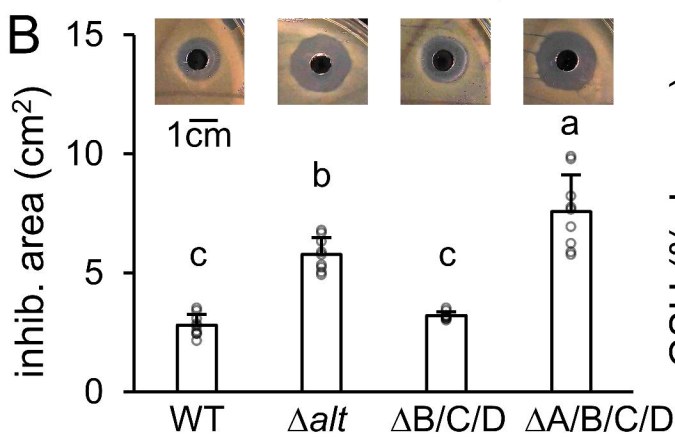 B
15
1cm
a
10
b
c
c
5
0
inhib. area (cm²)
WT
Δalt
ΔB/C/D
ΔA/B/C/D